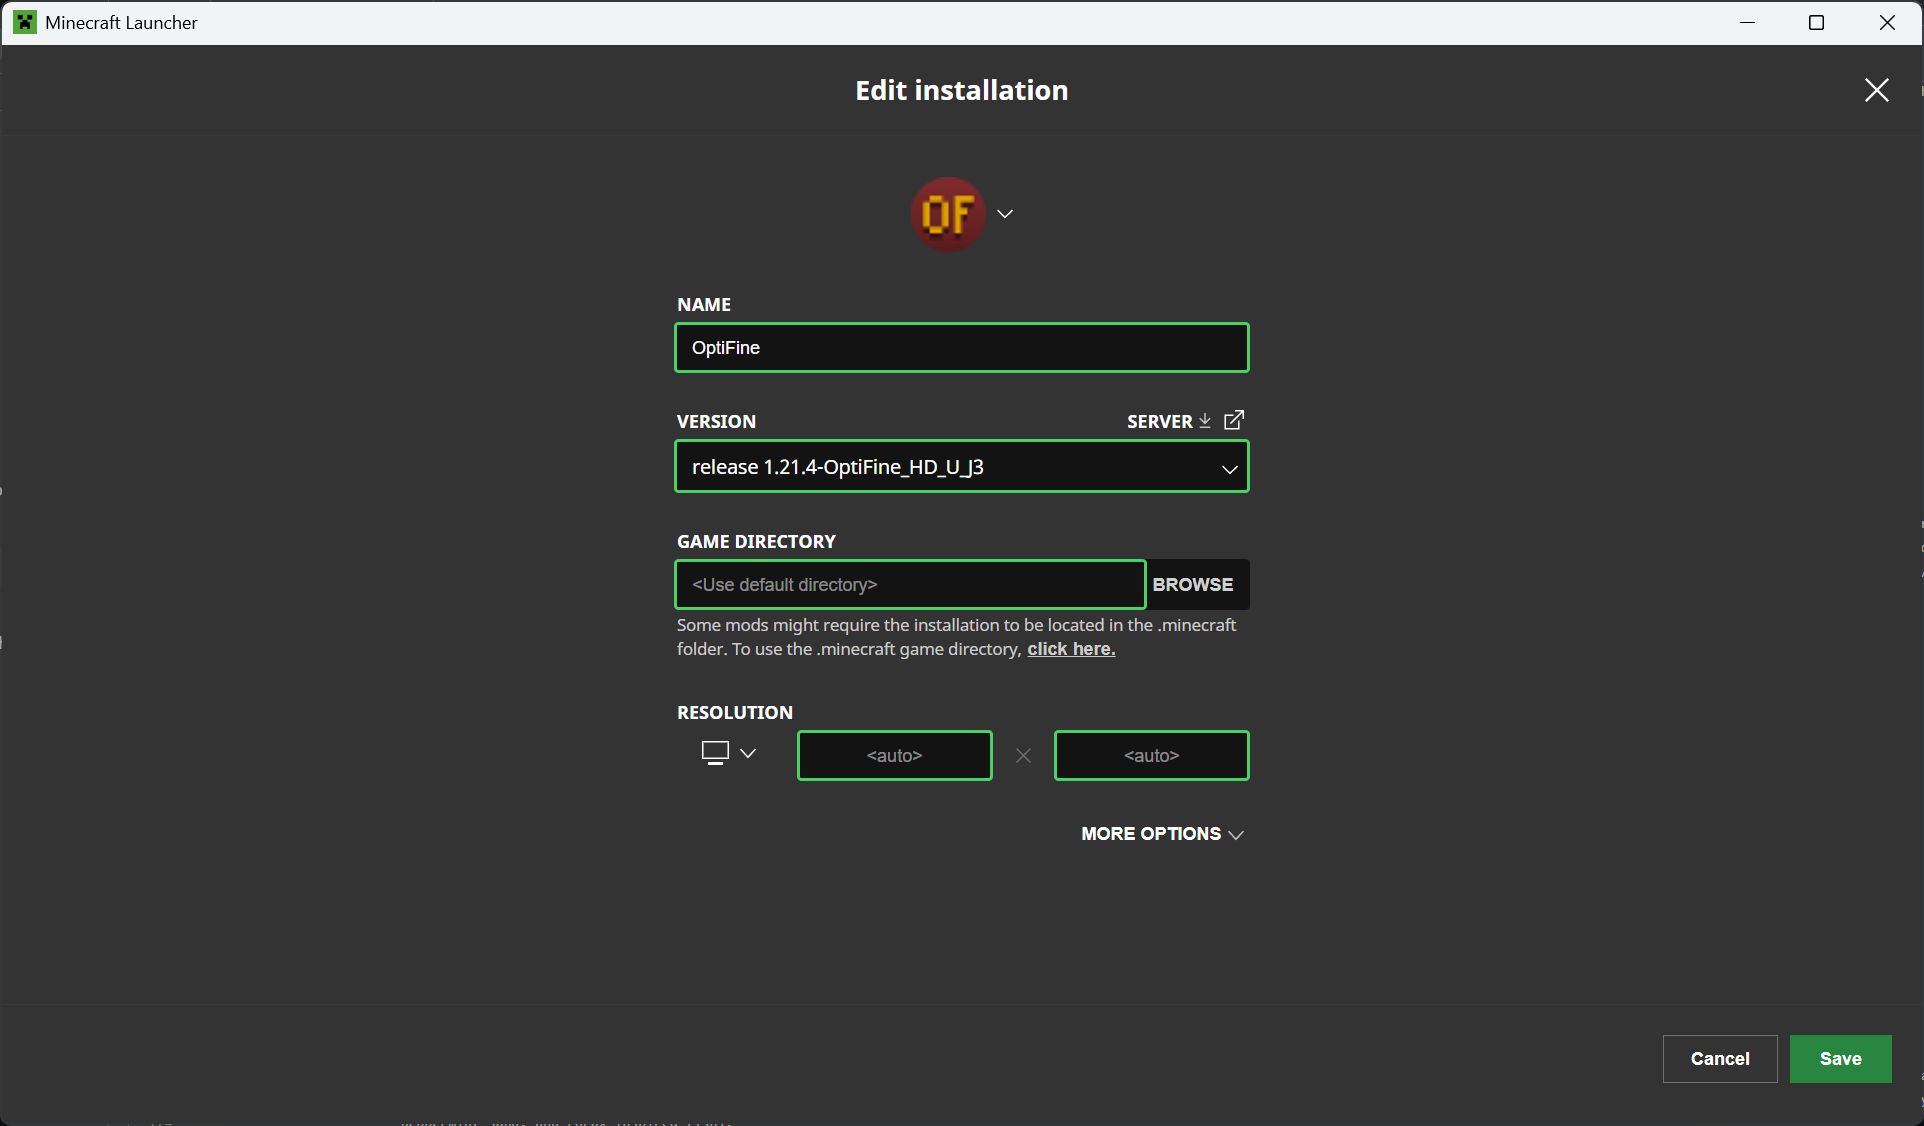 Minecraft Launcher
Edit installation
OF
NAME
OptiFine
VERSION
SERVER
release 1.21.4-OptiFine_HD_U_J3
GAME DIRECTORY
<Use default directory>
BROWSE
Some mods might require the installation to be located in the .minecraft
folder. To use the .minecraft game directory, click here.
RESOLUTION
<auto>
<auto>
MORE OPTIONS
Cancel
Save